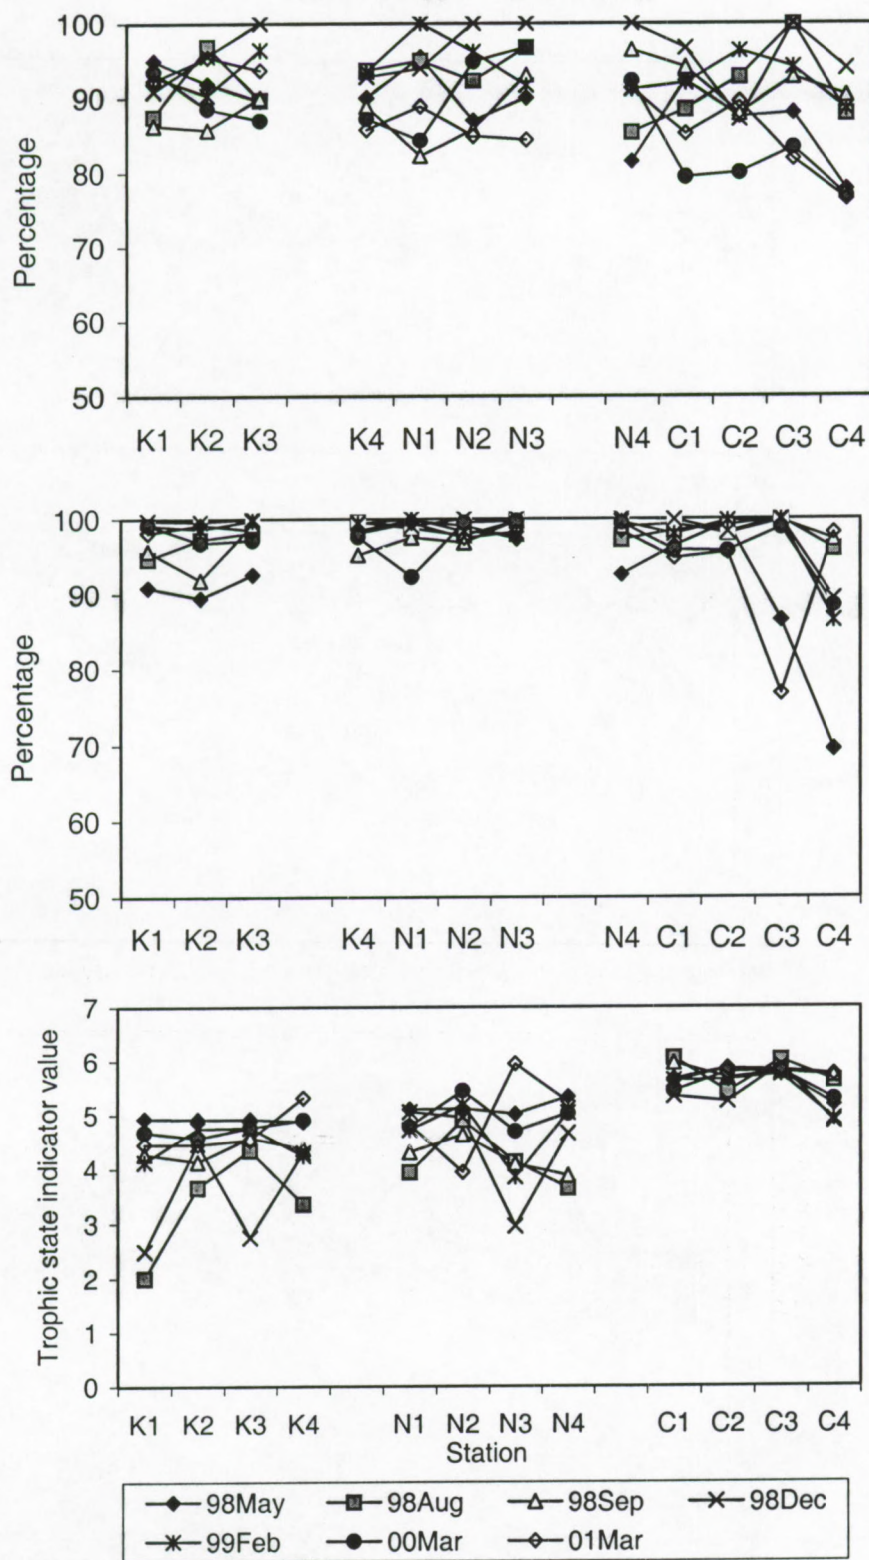 Percentage
100
90
80
70
60
50
K1 K2 K3 K4 N1 N2 N3 N4 C1 C2 C3 C4
Percentage
100
90
80
70
60
50
K1 K2 K3 K4 N1 N2 N3 N4 C1 C2 C3 C4
Trophic state indicator value
7
6
5
4
3
2
1
0
K1 K2 K3 K4 N1 N2 N3 N4 C1 C2 C3 C4
Station
98May 98Aug 98Sep 98Dec
99Feb 00Mar 01Mar